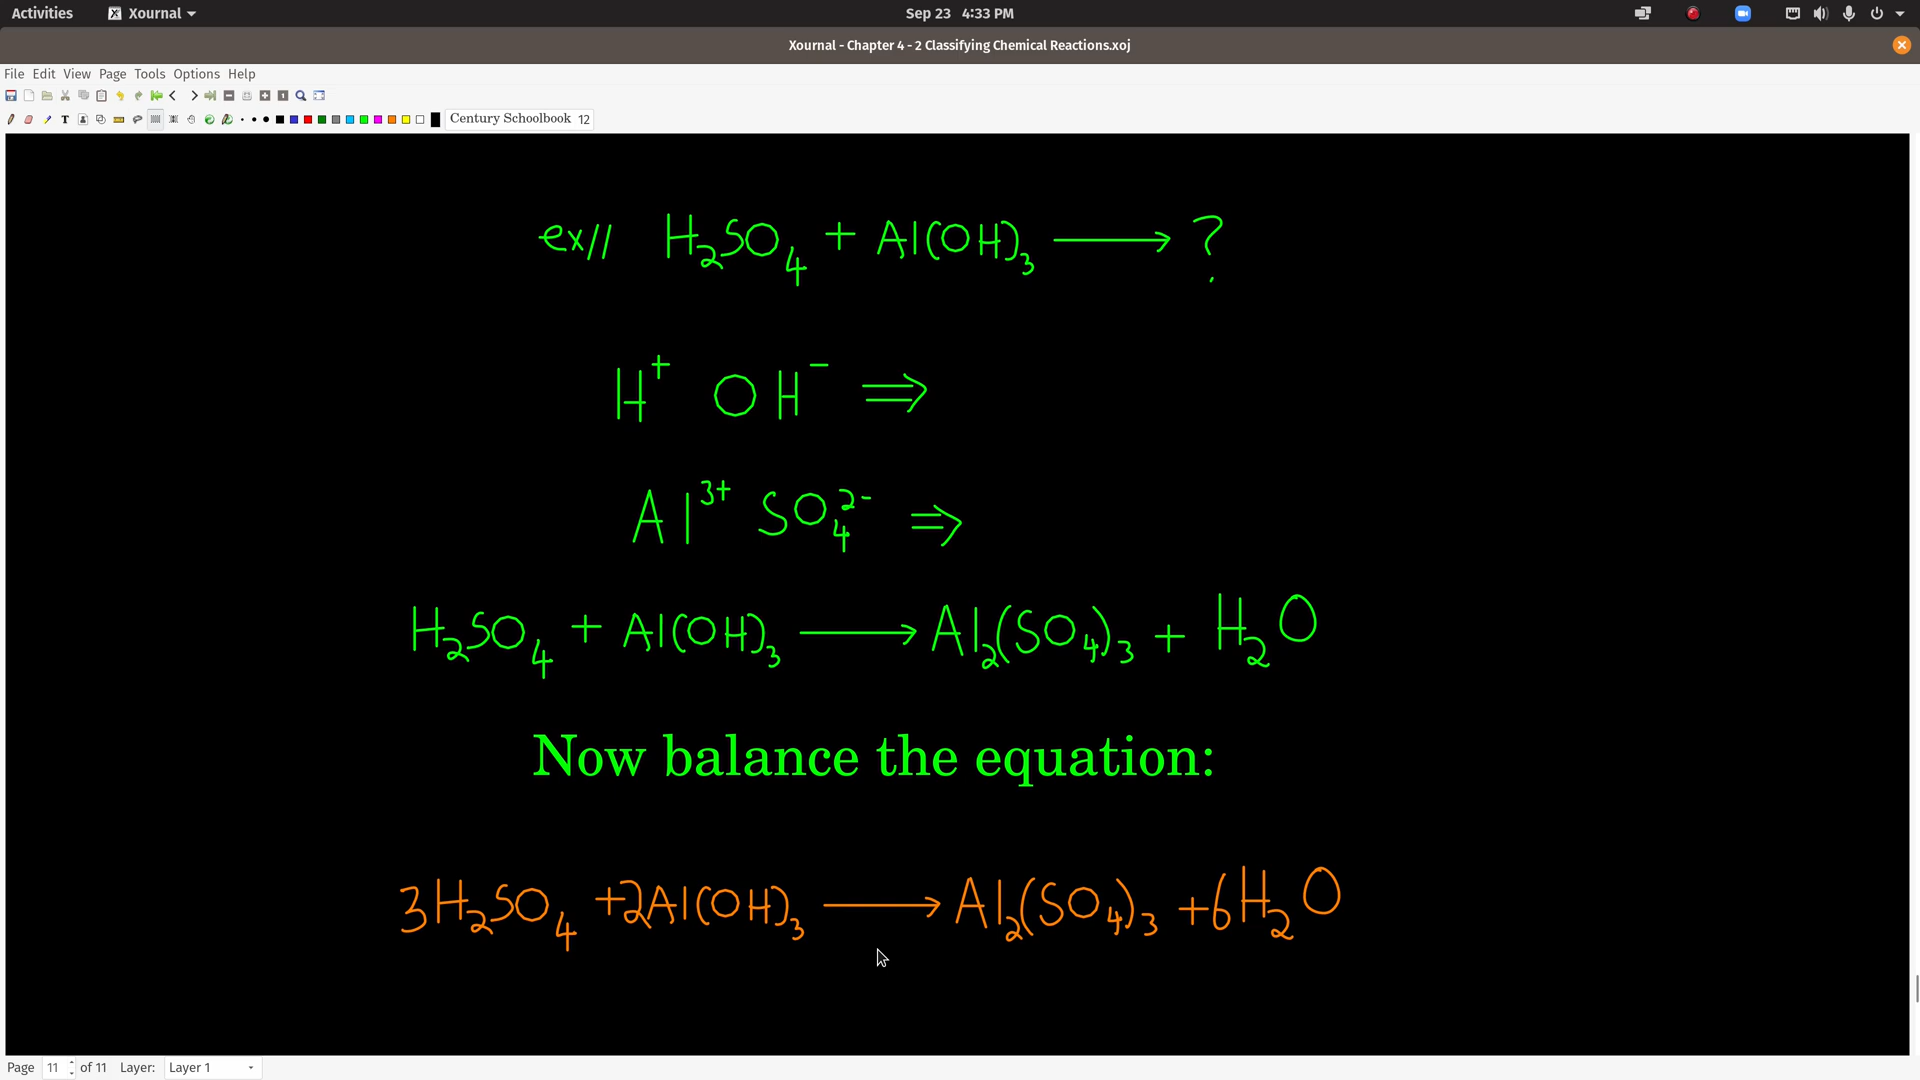 Activities Xournal Sep 23 4:33 PM
Xournal - Chapter 4 - 2 Classifying Chemical Reactions.xoj
File Edit View Page Tools Options Help
Century Schoolbook 12
ex// H₂SO₄ + Al(OH)₃ ⟶ ?
H⁺ OH⁻ ⇒
Al³⁺ SO₄²⁻ ⇒
H₂SO₄ + Al(OH)₃ ⟶ Al₂(SO₄)₃ + H₂O
Now balance the equation:
3H₂SO₄ + 2Al(OH)₃ ⟶ Al₂(SO₄)₃ + 6H₂O
Page 11 of 11 Layer: Layer 1